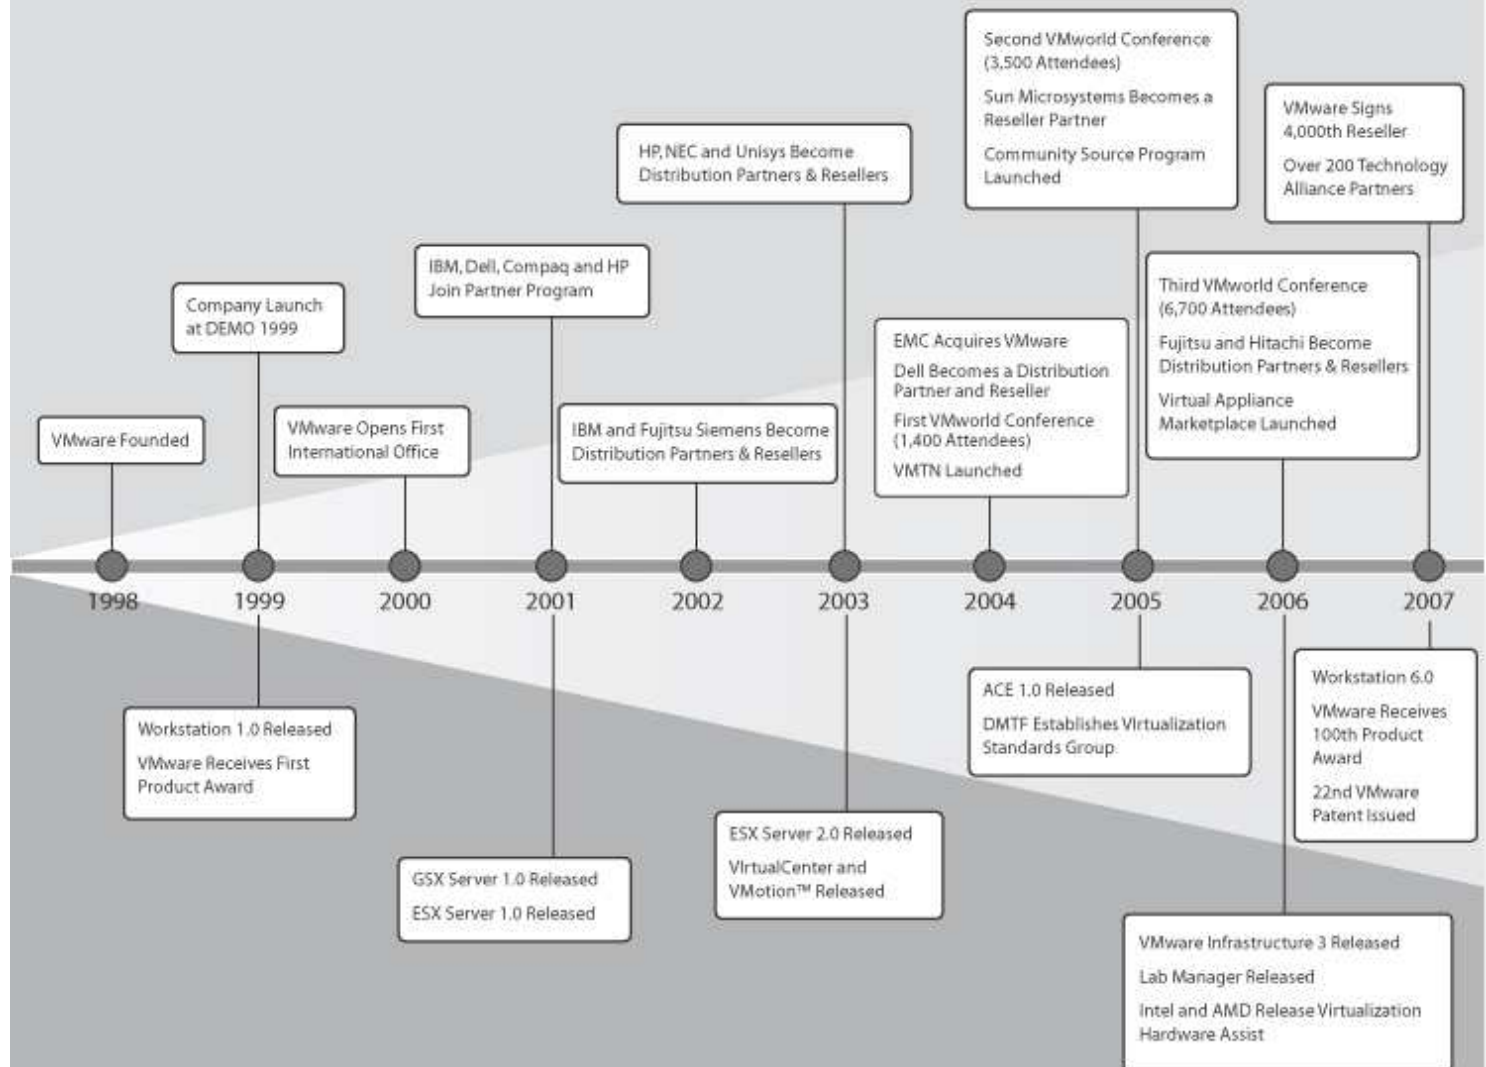 Second VMworld Conference
(3,500 Attendees)
Sun Microsystems Becomes a
Reseller Partner
Community Source Program
Launched
VMware Signs
4,000th Reseller
Over 200 Technology
Alliance Partners
HP, NEC and Unisys Become
Distribution Partners & Resellers
IBM, Dell, Compaq and HP
Join Partner Program
Third VMworld Conference
(6,700 Attendees)
Fujitsu and Hitachi Become
Distribution Partners & Resellers
Virtual Appliance
Marketplace Launched
Company Launch
at DEMO 1999
EMC Acquires VMware
Dell Becomes a Distribution
Partner and Reseller
First VMworld Conference
(1,400 Attendees)
VMTN Launched
VMware Founded
VMware Opens First
International Office
IBM and Fujitsu Siemens Become
Distribution Partners & Resellers
1998 1999 2000 2001 2002 2003 2004 2005 2006 2007
Workstation 1.0 Released
VMware Receives First
Product Award
ACE 1.0 Released
DMTF Establishes Virtualization
Standards Group
Workstation 6.0
VMware Receives
100th Product
Award
22nd VMware
Patent Issued
GSX Server 1.0 Released
ESX Server 1.0 Released
ESX Server 2.0 Released
VirtualCenter and
VMotion™ Released
VMware Infrastructure 3 Released
Lab Manager Released
Intel and AMD Release Virtualization
Hardware Assist